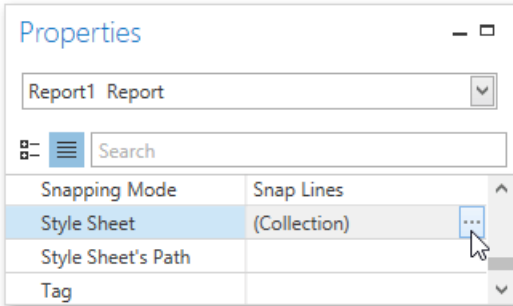 Properties
Report1 Report
Search
Snapping Mode Snap Lines
Style Sheet (Collection) ...
Style Sheet's Path
Tag